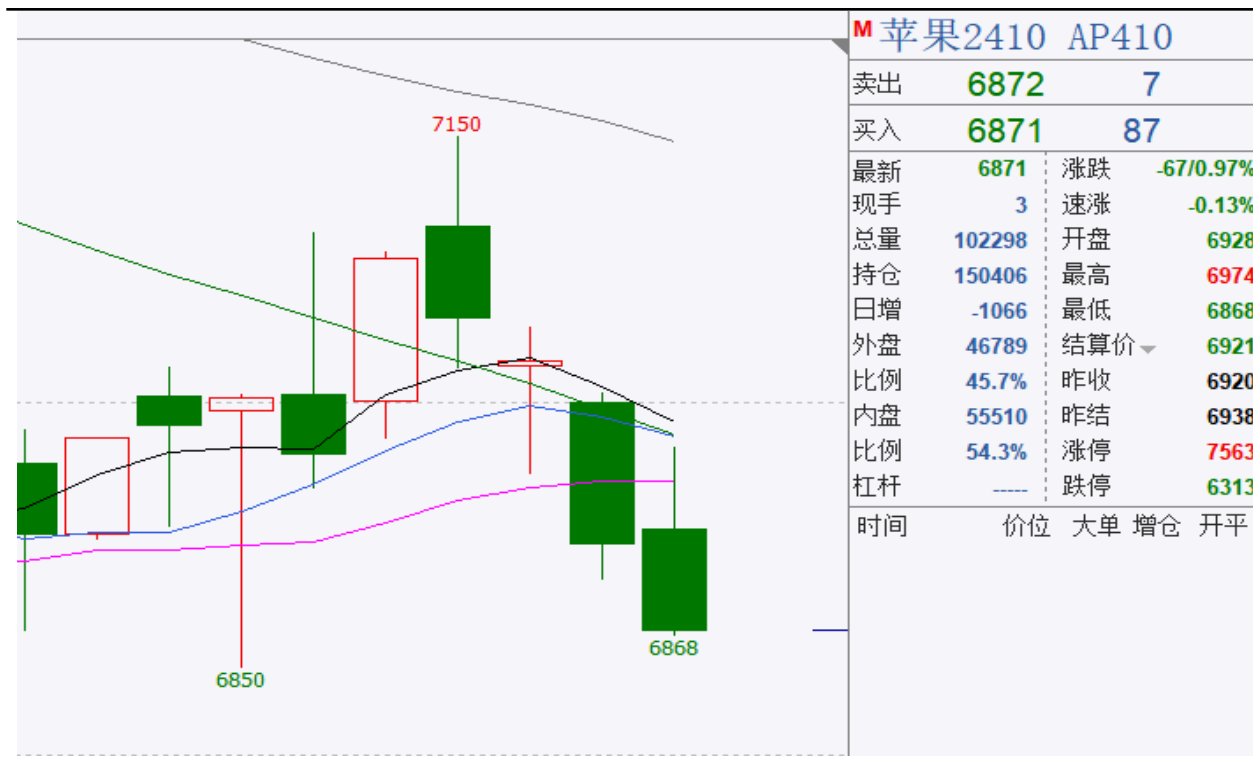 M 苹果2410 AP410
卖出 6872 7
买入 6871 87
最新 6871 涨跌 -67/0.97%
现手 3 速涨 -0.13%
总量 102298 开盘 6928
持仓 150406 最高 6974
日增 -1066 最低 6868
外盘 46789 结算价 6921
比例 45.7% 昨收 6920
内盘 55510 昨结 6938
比例 54.3% 涨停 7563
杠杆 ----- 跌停 6313
时间 价位 大单 增仓 开平
7150
6868
6850